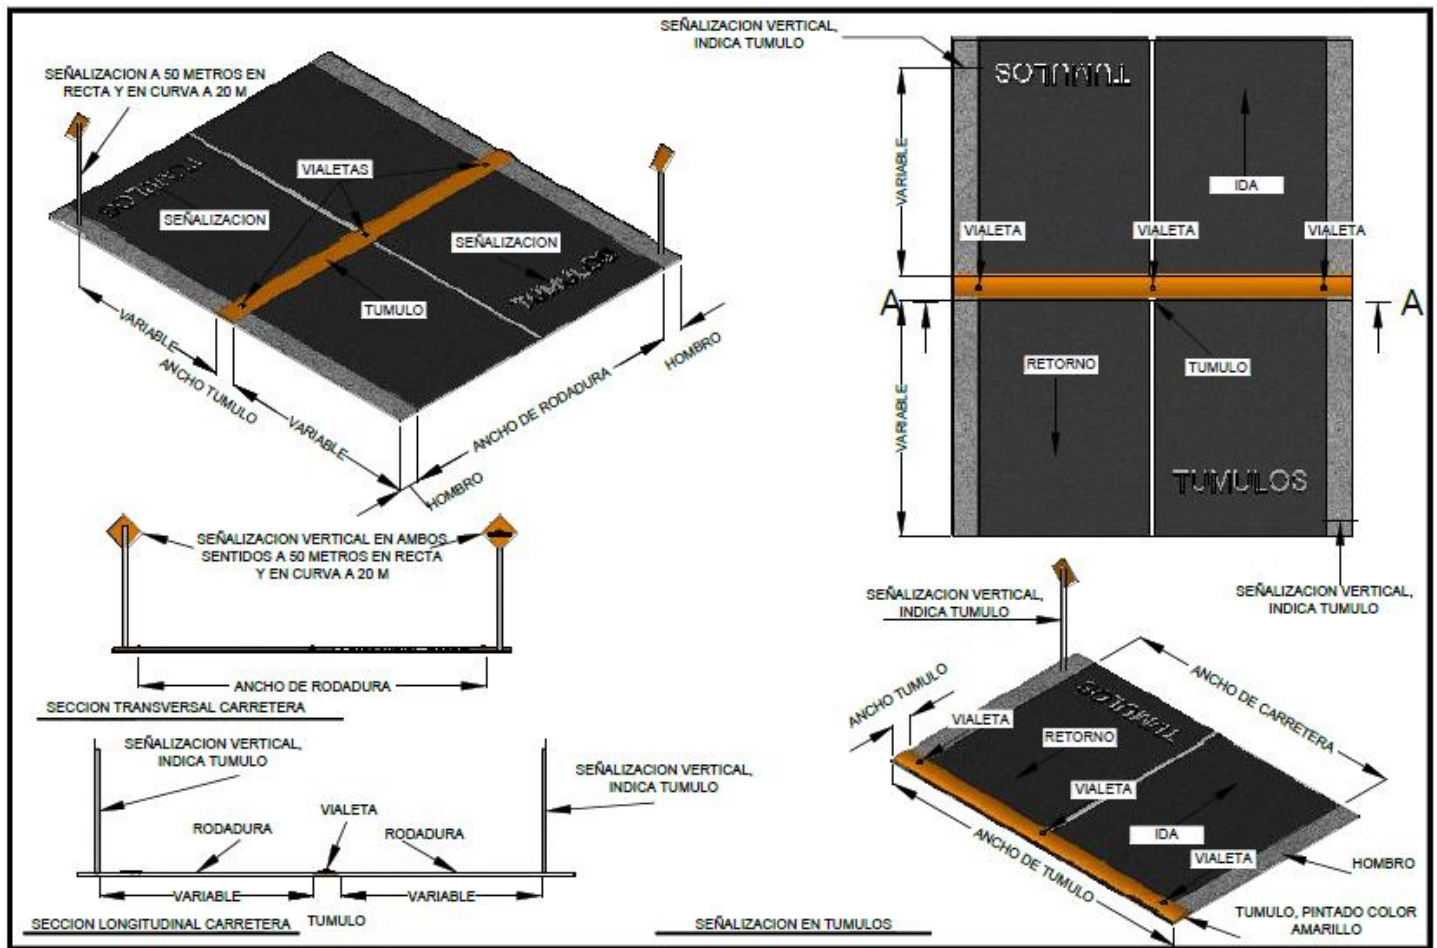 SEÑALIZACION A 50 METROS EN
RECTA Y EN CURVA A 20 M
VIALETAS
TUMULOS
SEÑALIZACION
SEÑALIZACION
TUMULOS
TUMULO
VARIABLE
ANCHO TUMULO
VARIABLE
HOMBRO
ANCHO DE RODADURA
HOMBRO
SEÑALIZACION VERTICAL,
INDICA TUMULO
TUMULOS
VARIABLE
IDA
VIALETA
VIALETA
VIALETA
A
A
VARIABLE
RETORNO
TUMULO
TUMULOS
SEÑALIZACION VERTICAL,
INDICA TUMULO
SEÑALIZACION VERTICAL EN AMBOS
SENTIDOS A 50 METROS EN RECTA
Y EN CURVA A 20 M
ANCHO DE RODADURA
SECCION TRANSVERSAL CARRETERA
SEÑALIZACION VERTICAL,
INDICA TUMULO
SEÑALIZACION VERTICAL,
INDICA TUMULO
VIALETA
RODADURA
RODADURA
VARIABLE
VARIABLE
SECCION LONGITUDINAL CARRETERA
TUMULO
SEÑALIZACION VERTICAL,
INDICA TUMULO
ANCHO TUMULO
VIALETA
TUMULOS
RETORNO
ANCHO DE CARRETERA
VIALETA
IDA
VIALETA
ANCHO DE TUMULO
HOMBRO
TUMULO, PINTADO COLOR
AMARILLO
SEÑALIZACION EN TUMULOS